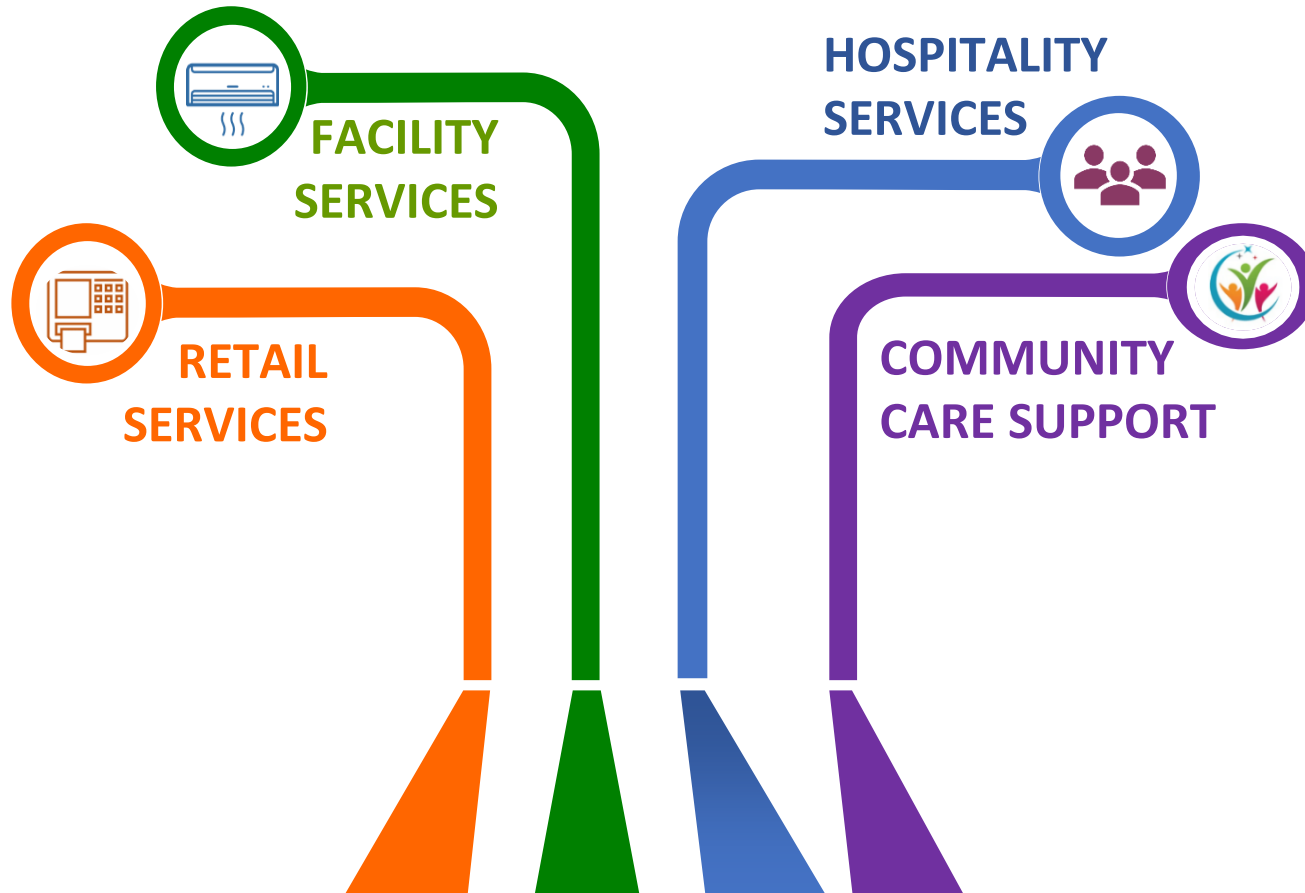 FACILITY
SERVICES
RETAIL
SERVICES
HOSPITALITY
SERVICES
COMMUNITY
CARE SUPPORT